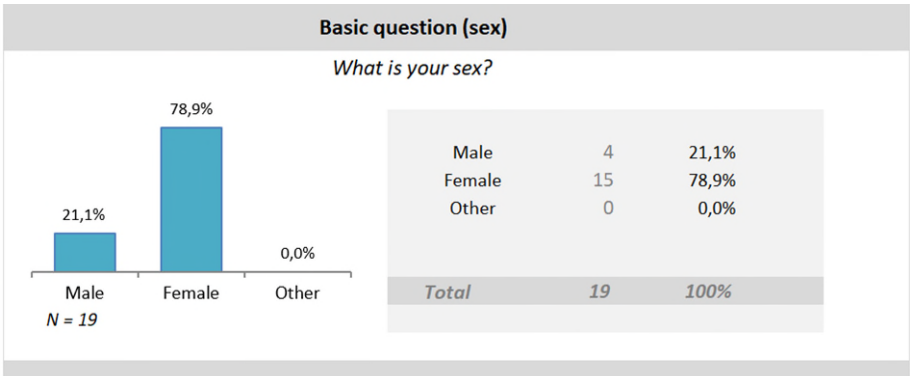 Basic question (sex)
What is your sex?
78,9%
21,1%
0,0%
Male Female Other
N = 19
Male 4 21,1%
Female 15 78,9%
Other 0 0,0%
Total 19 100%